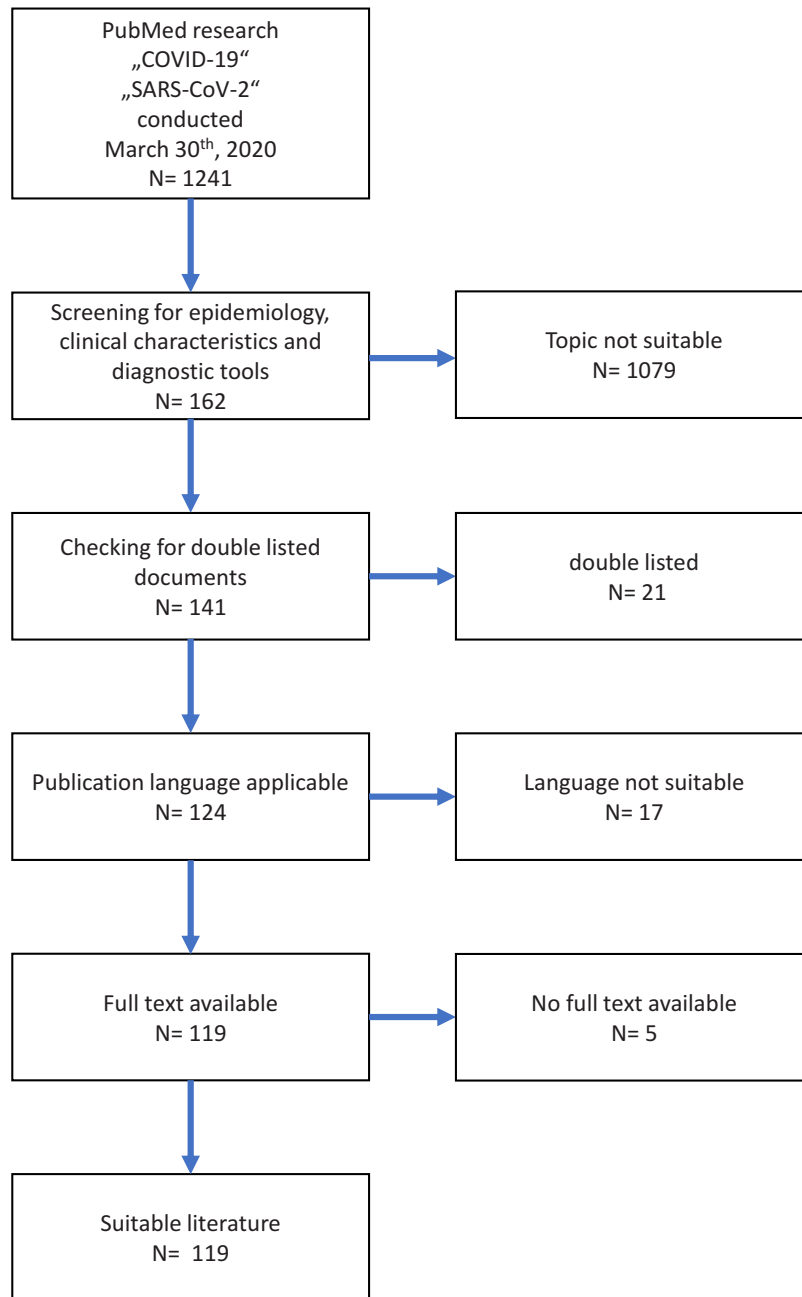 PubMed research
„COVID-19“
„SARS-CoV-2“
conducted
March 30th, 2020
N= 1241
Screening for epidemiology,
clinical characteristics and
diagnostic tools
N= 162
Topic not suitable
N= 1079
Checking for double listed
documents
N= 141
double listed
N= 21
Publication language applicable
N= 124
Language not suitable
N= 17
Full text available
N= 119
No full text available
N= 5
Suitable literature
N=  119